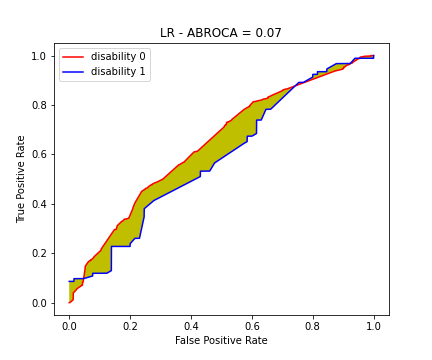 LR - ABROCA = 0.07
disability 0
disability 1
True Positive Rate
1.0
0.8
0.6
0.4
0.2
0.0
0.0 0.2 0.4 0.6 0.8 1.0
False Positive Rate